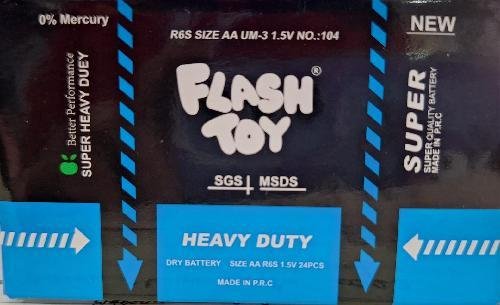 0% Mercury
Better Performance
SUPER HEAVY DUEY
R6S SIZE AA UM-3 1.5V NO.:104
FLASH®
TOY
SGS MSDS
HEAVY DUTY
DRY BATTERY SIZE AA R6S 1.5V 24PCS
MADE IN P.R.C
NEW
SUPER
SUPER QUALITY BATTERY
MADE IN P.R.C